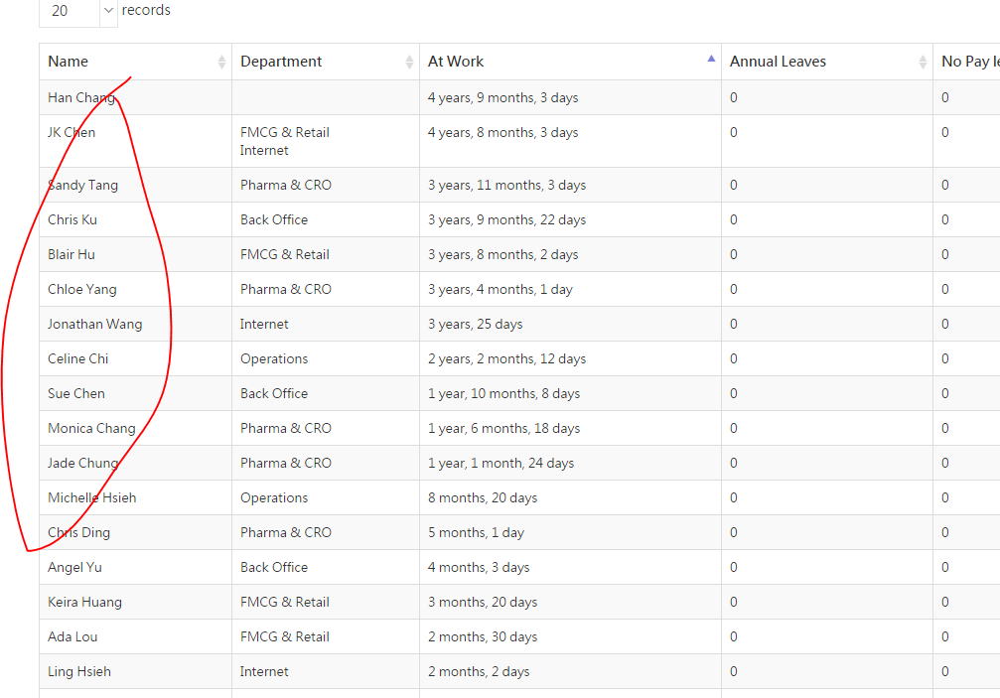 20 records
Name Department At Work Annual Leaves No Pay le
Han Chang 4 years, 9 months, 3 days 0 0
JK Chen FMCG & Retail 4 years, 8 months, 3 days 0 0
Internet
Sandy Tang Pharma & CRO 3 years, 11 months, 3 days 0 0
Chris Ku Back Office 3 years, 9 months, 22 days 0 0
Blair Hu FMCG & Retail 3 years, 8 months, 2 days 0 0
Chloe Yang Pharma & CRO 3 years, 4 months, 1 day 0 0
Jonathan Wang Internet 3 years, 25 days 0 0
Celine Chi Operations 2 years, 2 months, 12 days 0 0
Sue Chen Back Office 1 year, 10 months, 8 days 0 0
Monica Chang Pharma & CRO 1 year, 6 months, 18 days 0 0
Jade Chung Pharma & CRO 1 year, 1 month, 24 days 0 0
Michelle Hsieh Operations 8 months, 20 days 0 0
Chris Ding Pharma & CRO 5 months, 1 day 0 0
Angel Yu Back Office 4 months, 3 days 0 0
Keira Huang FMCG & Retail 3 months, 20 days 0 0
Ada Lou FMCG & Retail 2 months, 30 days 0 0
Ling Hsieh Internet 2 months, 2 days 0 0